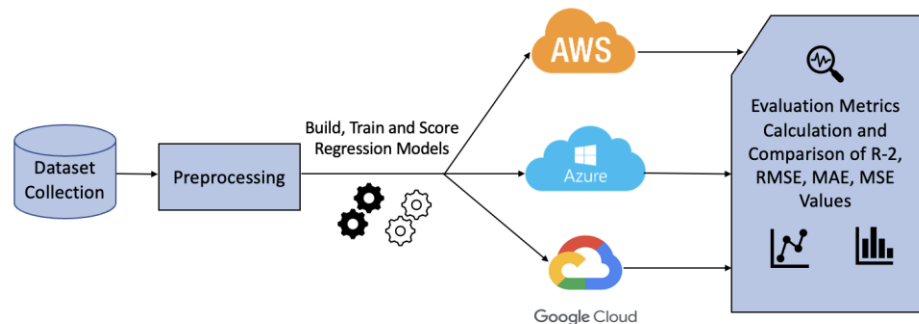 Dataset
Collection
Preprocessing
Build, Train and Score
Regression Models
AWS
Azure
Google Cloud
Evaluation Metrics
Calculation and
Comparison of R-2,
RMSE, MAE, MSE
Values